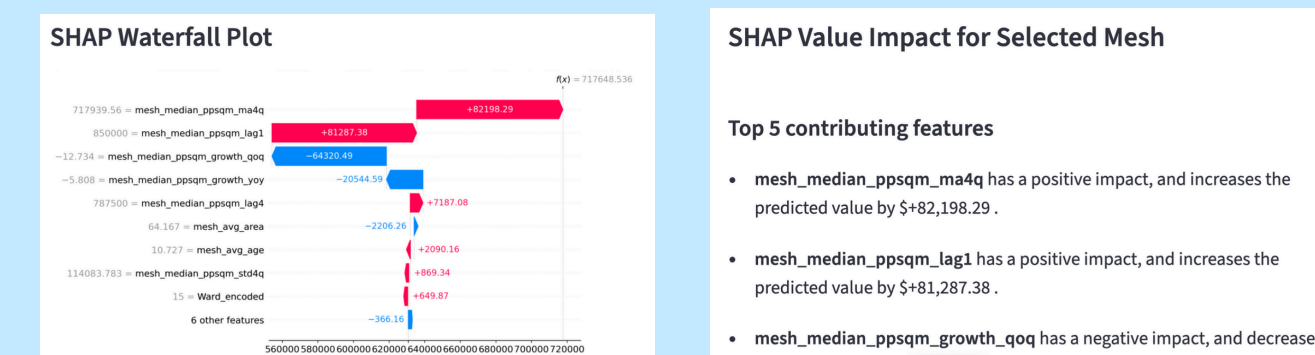 SHAP Waterfall Plot
f(x) = 717648.536
717939.56 = mesh_median_ppsqm_ma4q
+82198.29
850000 = mesh_median_ppsqm_lag1
+81287.38
−12.734 = mesh_median_ppsqm_growth_qoq
−64320.49
−5.808 = mesh_median_ppsqm_growth_yoy
−20544.59
787500 = mesh_median_ppsqm_lag4
+7187.08
64.167 = mesh_avg_area
−2206.26
10.727 = mesh_avg_age
+2090.16
114083.783 = mesh_median_ppsqm_std4q
+869.34
15 = Ward_encoded
+649.87
6 other features
−366.16
560000 580000 600000 620000 640000 660000 680000 700000 720000
SHAP Value Impact for Selected Mesh
Top 5 contributing features
• mesh_median_ppsqm_ma4q has a positive impact, and increases the
predicted value by $+82,198.29 .
• mesh_median_ppsqm_lag1 has a positive impact, and increases the
predicted value by $+81,287.38 .
• mesh_median_ppsqm_growth_qoq has a negative impact, and decrease